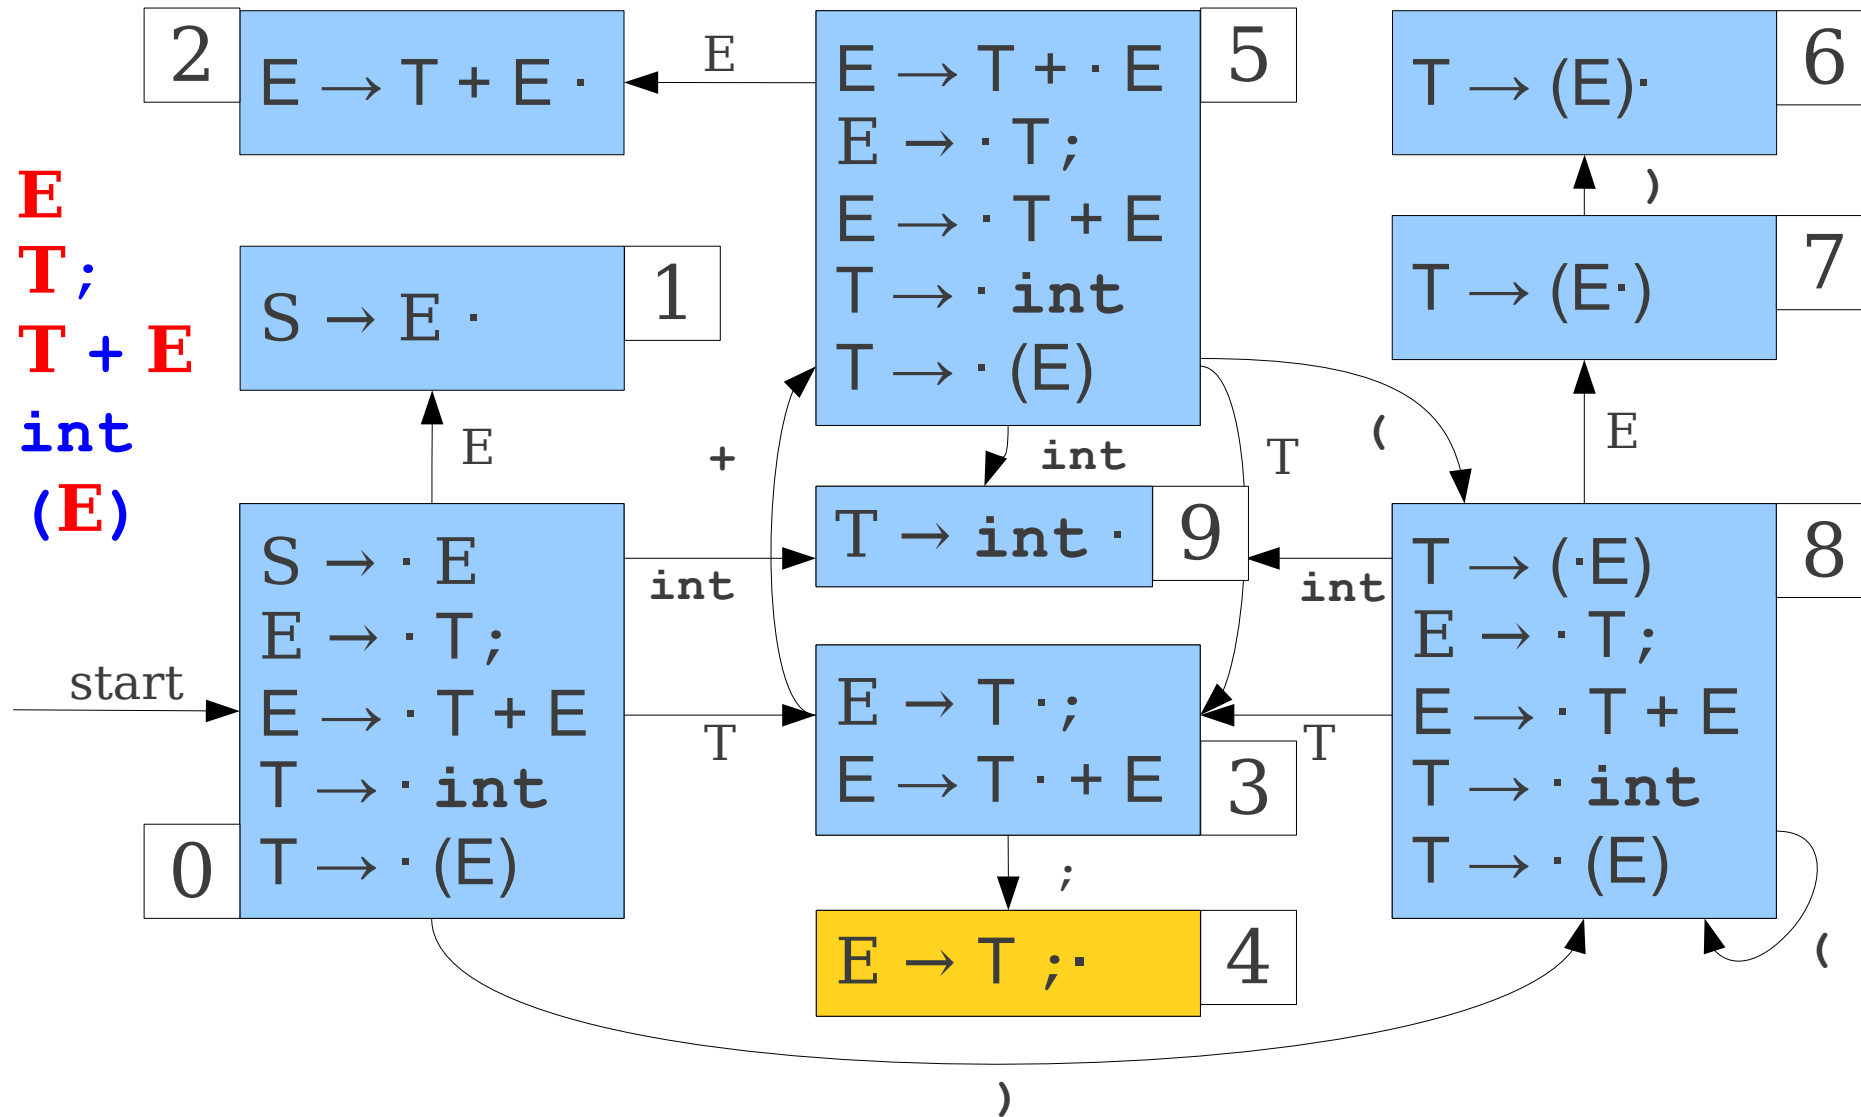 2
E → T + E ·
E
5
E → T + · E
E → · T ;
E → · T + E
T → · int
T → · (E)
6
T → (E)·
)
7
T → (E·)
E
T ;
T + E
int
(E)
1
S → E ·
E
+
int
T
(
E
0
S → · E
E → · T ;
E → · T + E
T → · int
T → · (E)
start
int
T
9
T → int ·
int
T
3
E → T · ;
E → T · + E
;
4
E → T ; ·
8
T → (·E)
E → · T ;
E → · T + E
T → · int
T → · (E)
(
)